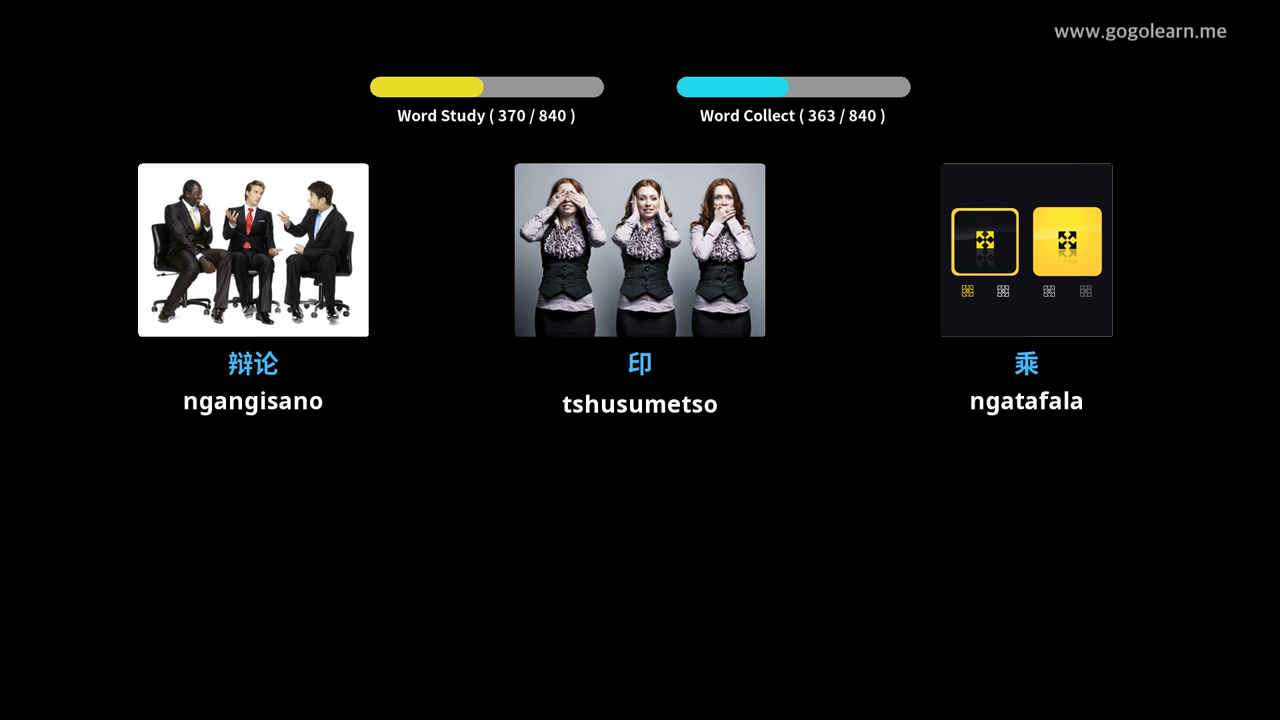 www.gogolearn.me
Word Study ( 370 / 840 )
Word Collect ( 363 / 840 )
辩论
印
乘
ngangisano
tshusumetso
ngatafala